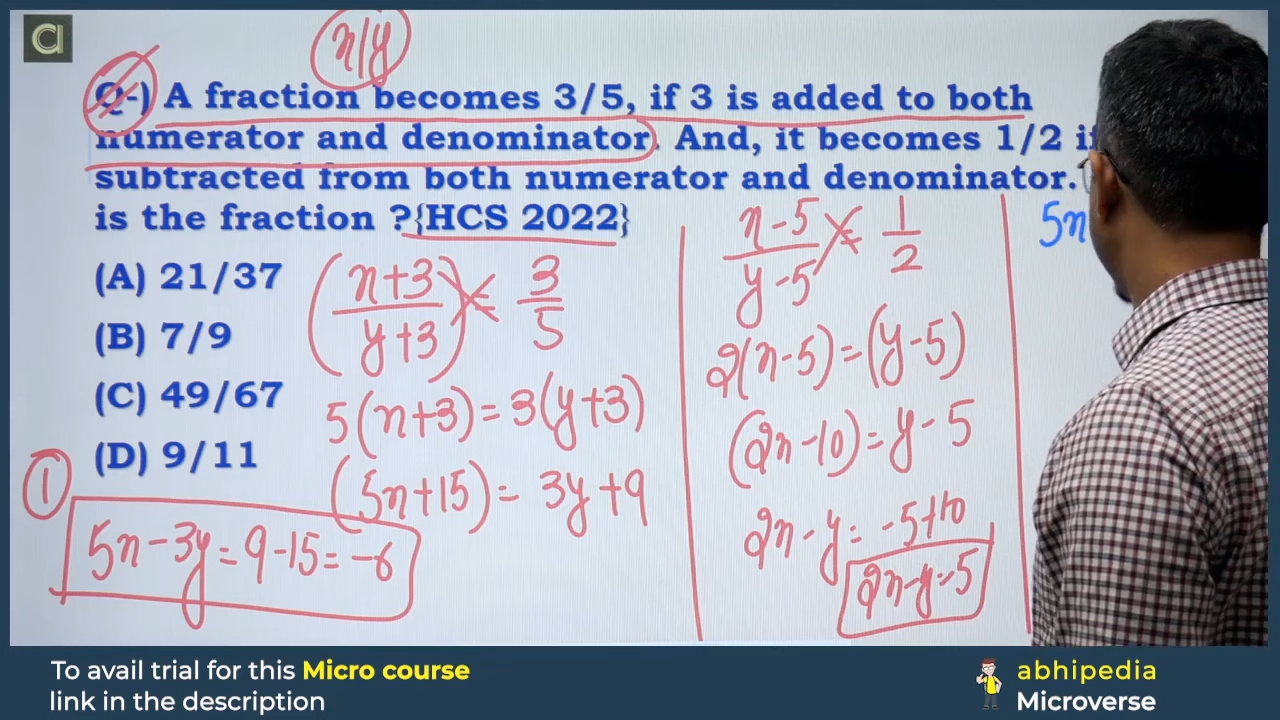 a
x/y
Q-) A fraction becomes 3/5, if 3 is added to both
numerator and denominator. And, it becomes 1/2 if
subtracted from both numerator and denominator.
is the fraction ?{HCS 2022}
(A) 21/37
(B) 7/9
(C) 49/67
(D) 9/11
(x+3/y+3) = 3/5
5(x+3)=3(y+3)
(5x+15)= 3y+9
① 5x-3y=9-15=-6
x-5/y-5 = 1/2
2(x-5)=(y-5)
(2x-10)=y-5
2x-y=-5+10
2x-y=5
5x
To avail trial for this Micro course
link in the description
abhipedia
Microverse